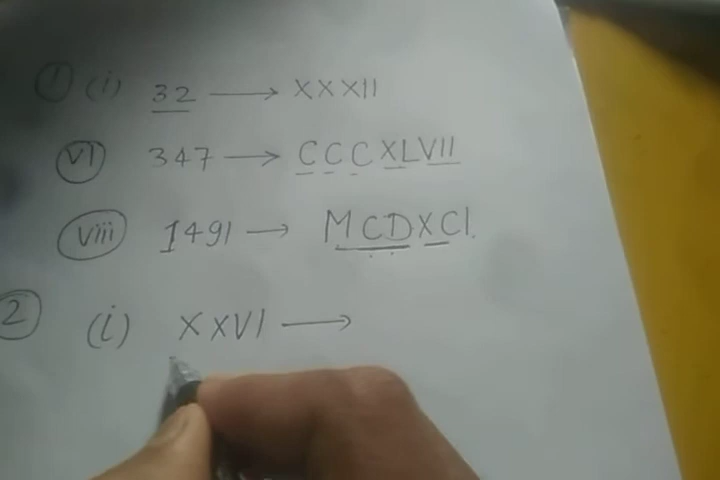 1 (i) 32 → XXXII
vi 347 → CCCXLVII
viii 1491 → MCDXCI.
2 (i) XXVI →